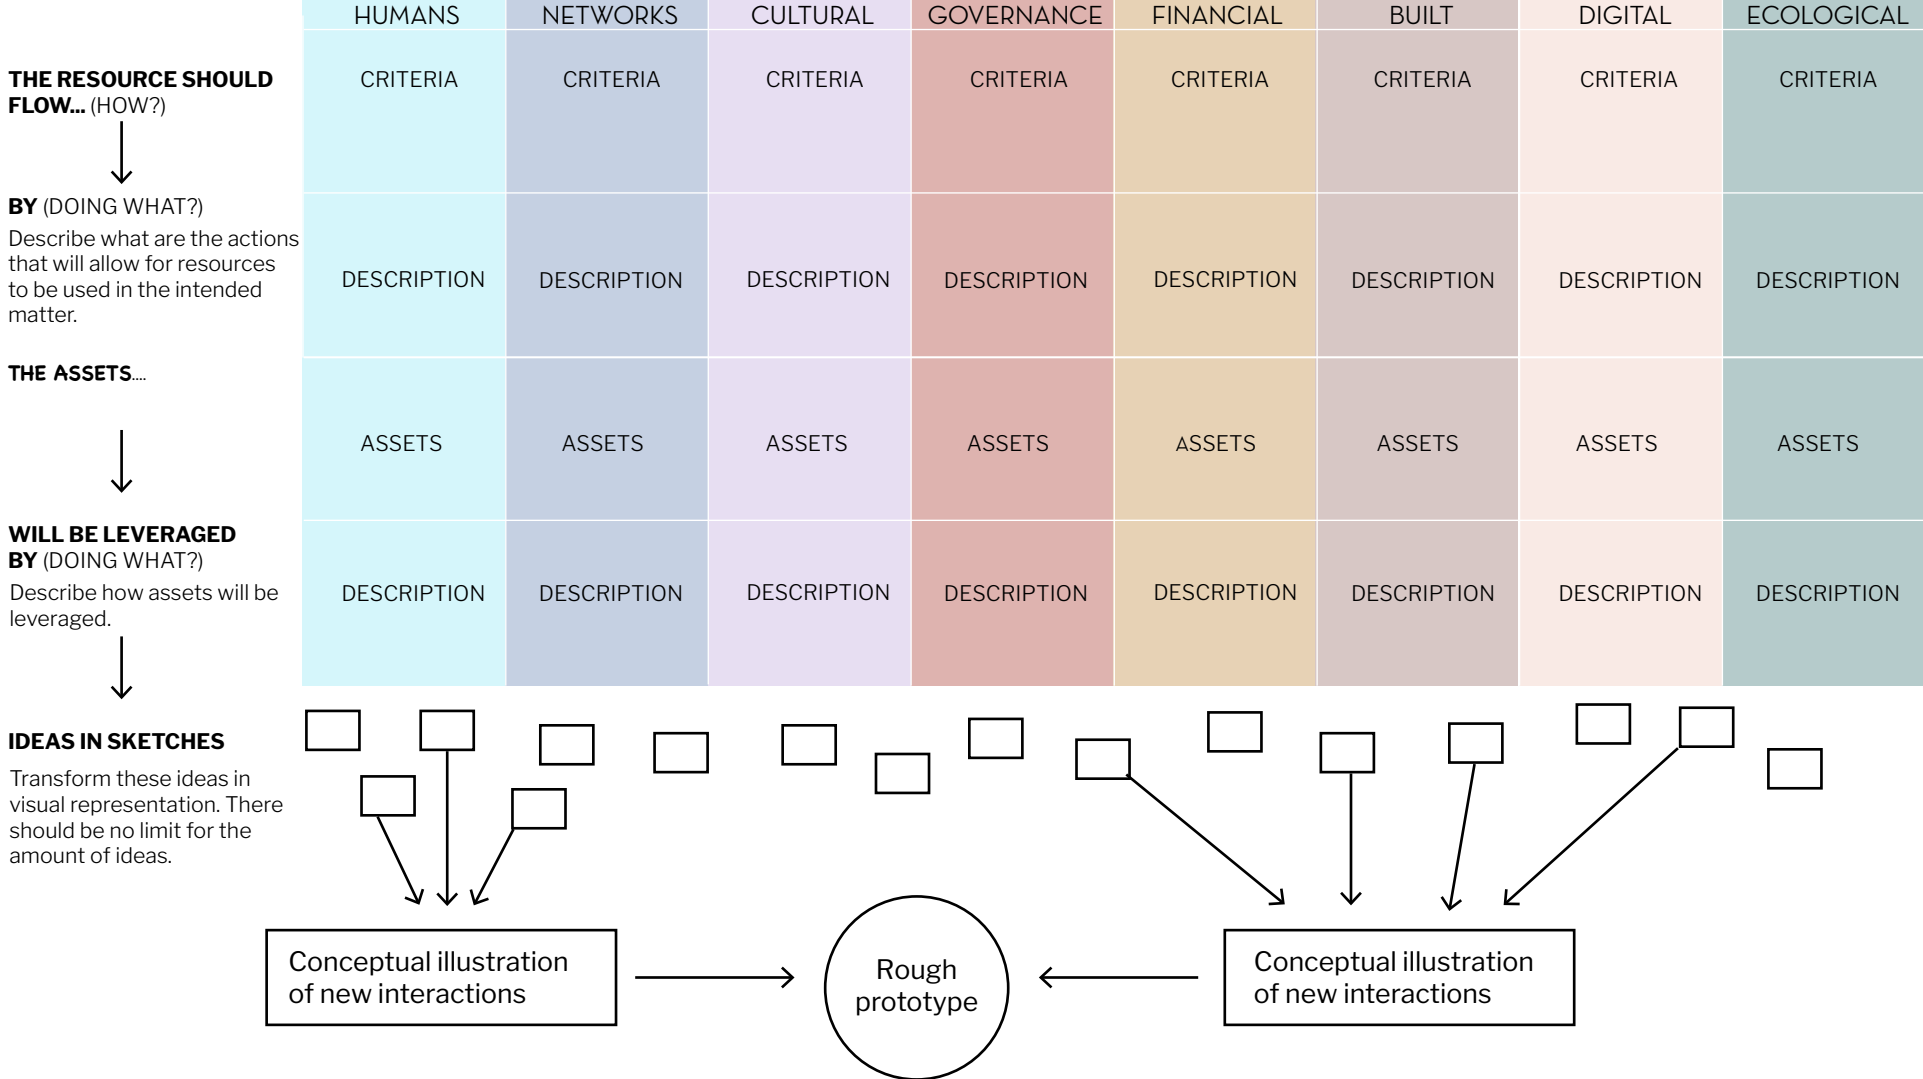 HUMANS NETWORKS CULTURAL GOVERNANCE FINANCIAL BUILT DIGITAL ECOLOGICAL
THE RESOURCE SHOULD
FLOW... (HOW?)
CRITERIA CRITERIA CRITERIA CRITERIA CRITERIA CRITERIA CRITERIA CRITERIA
BY (DOING WHAT?)
Describe what are the actions
that will allow for resources
to be used in the intended
matter.
DESCRIPTION DESCRIPTION DESCRIPTION DESCRIPTION DESCRIPTION DESCRIPTION DESCRIPTION DESCRIPTION
THE ASSETS....
ASSETS ASSETS ASSETS ASSETS ASSETS ASSETS ASSETS ASSETS
WILL BE LEVERAGED
BY (DOING WHAT?)
Describe how assets will be
leveraged.
DESCRIPTION DESCRIPTION DESCRIPTION DESCRIPTION DESCRIPTION DESCRIPTION DESCRIPTION DESCRIPTION
IDEAS IN SKETCHES
Transform these ideas in
visual representation. There
should be no limit for the
amount of ideas.
Conceptual illustration
of new interactions
Rough
prototype
Conceptual illustration
of new interactions